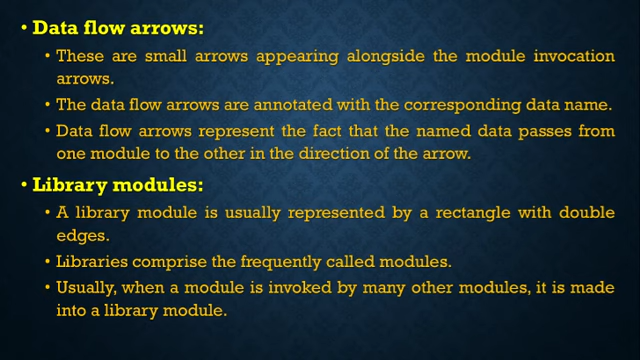 • Data flow arrows:
• These are small arrows appearing alongside the module invocation
arrows.
• The data flow arrows are annotated with the corresponding data name.
• Data flow arrows represent the fact that the named data passes from
one module to the other in the direction of the arrow.
• Library modules:
• A library module is usually represented by a rectangle with double
edges.
• Libraries comprise the frequently called modules.
• Usually, when a module is invoked by many other modules, it is made
into a library module.